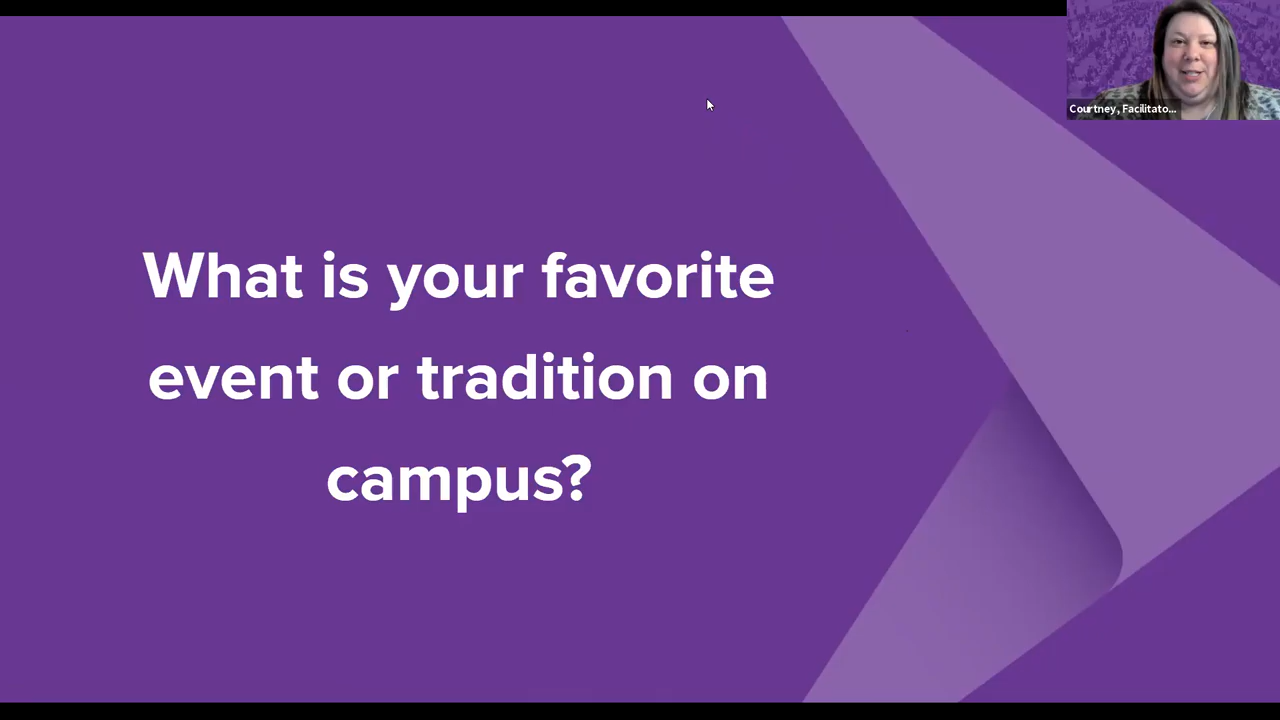 Courtney, Facilitato...
What is your favorite
event or tradition on
campus?